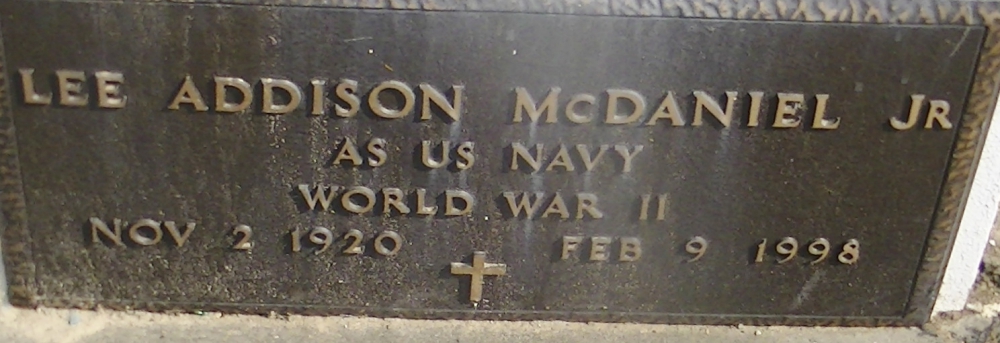 LEE ADDISON McDANIEL JR
AS US NAVY
WORLD WAR II
NOV 2 1920 FEB 9 1998